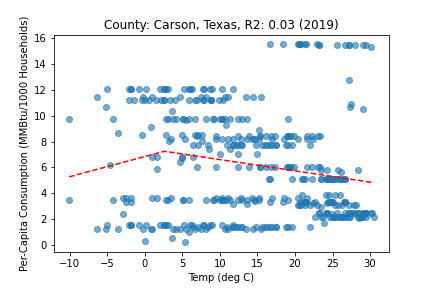 County: Carson, Texas, R2: 0.03 (2019)
Per-Capita Consumption (MMBtu/1000 Households)
16
14
12
10
8
6
4
2
0
−10 −5 0 5 10 15 20 25 30
Temp (deg C)